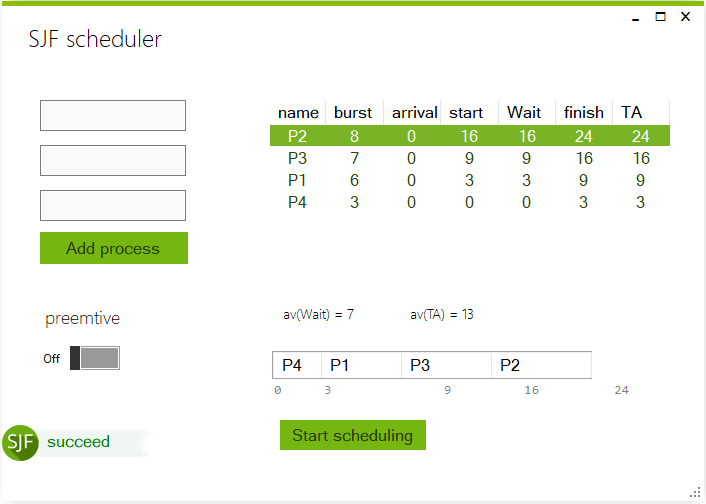 SJF scheduler
name burst arrival start Wait finish TA
P2 8 0 16 16 24 24
P3 7 0 9 9 16 16
P1 6 0 3 3 9 9
P4 3 0 0 0 3 3
Add process
preemtive
Off
av(Wait) = 7 av(TA) = 13
P4 P1 P3 P2
0 3 9 16 24
Start scheduling
SJF succeed